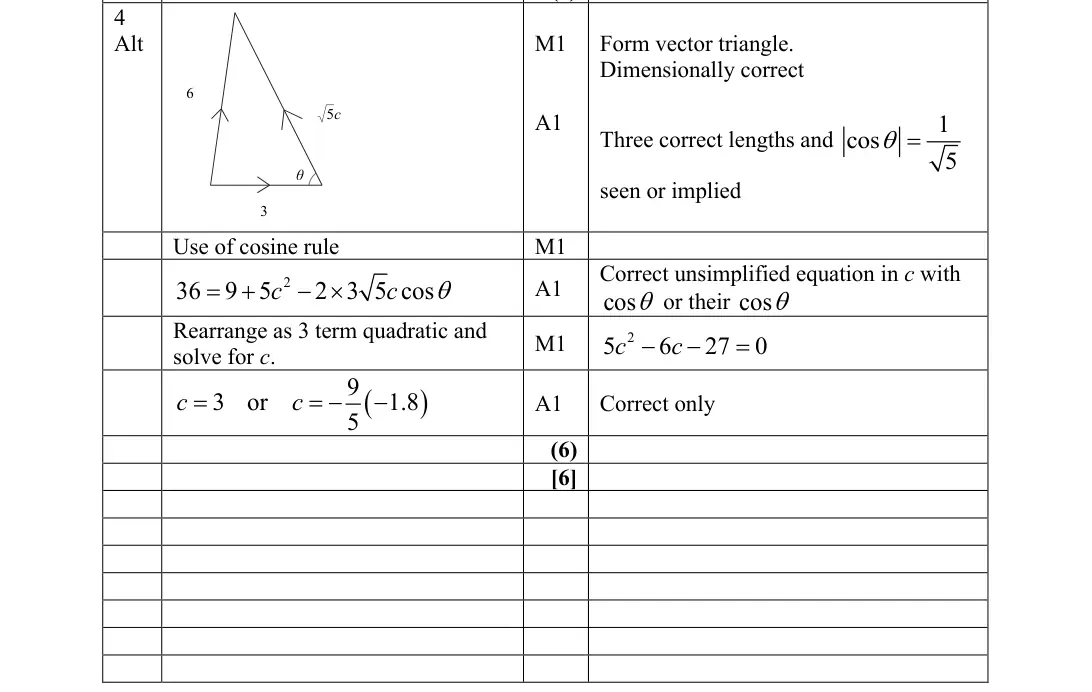 4
Alt
6
√5c
θ
3
M1
Form vector triangle.
Dimensionally correct
A1
Three correct lengths and |cos θ| = 1/√5
seen or implied
Use of cosine rule
M1
36 = 9 + 5c² − 2 × 3√5c cos θ
A1
Correct unsimplified equation in c with
cos θ or their cos θ
Rearrange as 3 term quadratic and
solve for c.
M1
5c² − 6c − 27 = 0
c = 3 or c = −9/5 (−1.8)
A1
Correct only
(6)
[6]